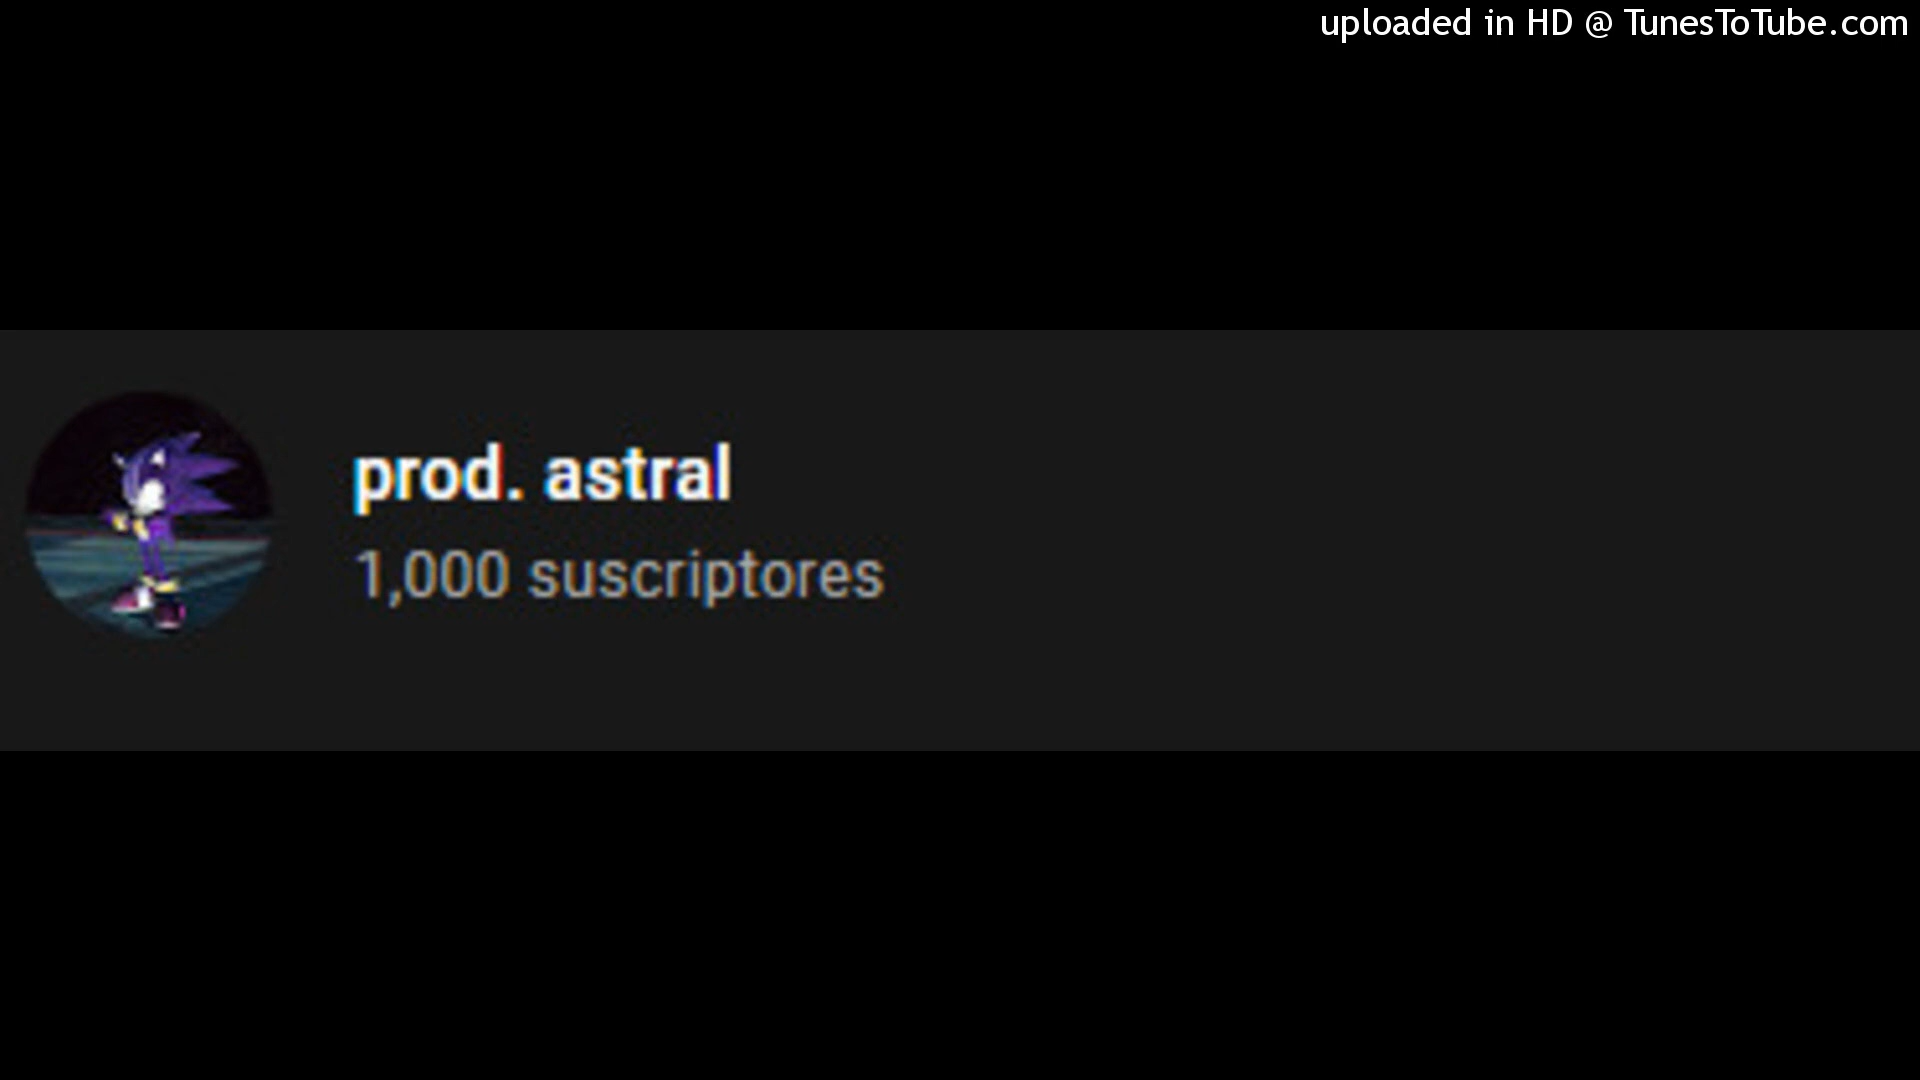 uploaded in HD @ TunesToTube.com
prod. astral
1,000 suscriptores